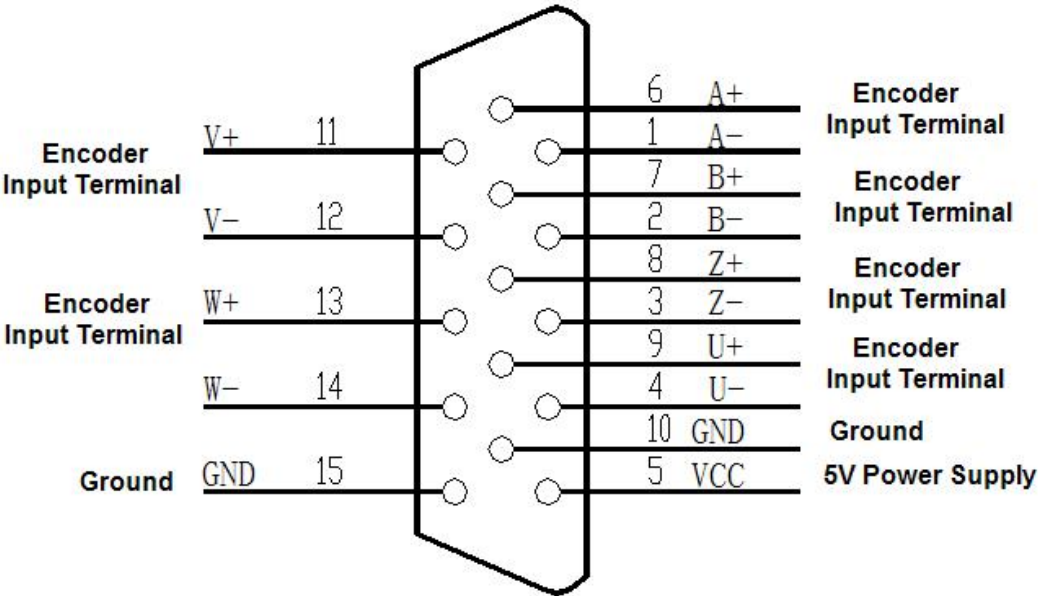 Encoder
Input Terminal
V+ 11
V- 12
Encoder
Input Terminal
W+ 13
W- 14
Ground GND 15
6 A+
1 A-
Encoder
Input Terminal
7 B+
2 B-
Encoder
Input Terminal
8 Z+
3 Z-
Encoder
Input Terminal
9 U+
4 U-
Encoder
Input Terminal
10 GND Ground
5 VCC 5V Power Supply